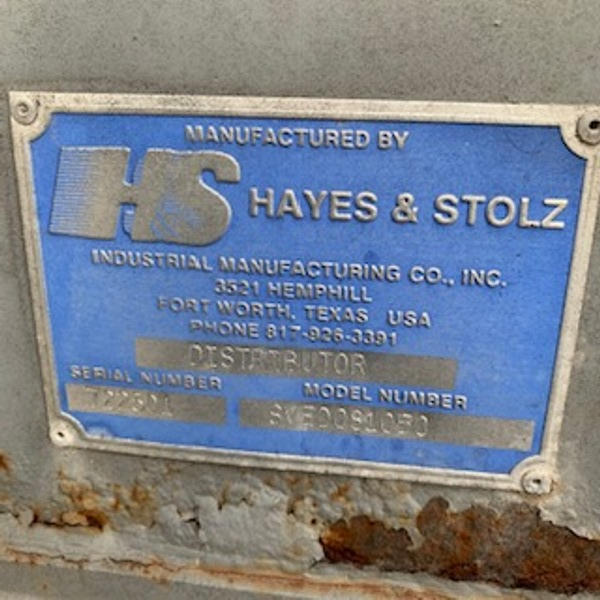 MANUFACTURED BY
H&S HAYES & STOLZ
INDUSTRIAL MANUFACTURING CO., INC.
3521 HEMPHILL
FORT WORTH, TEXAS USA
PHONE 817-926-3391
DISTRIBUTOR
SERIAL NUMBER MODEL NUMBER